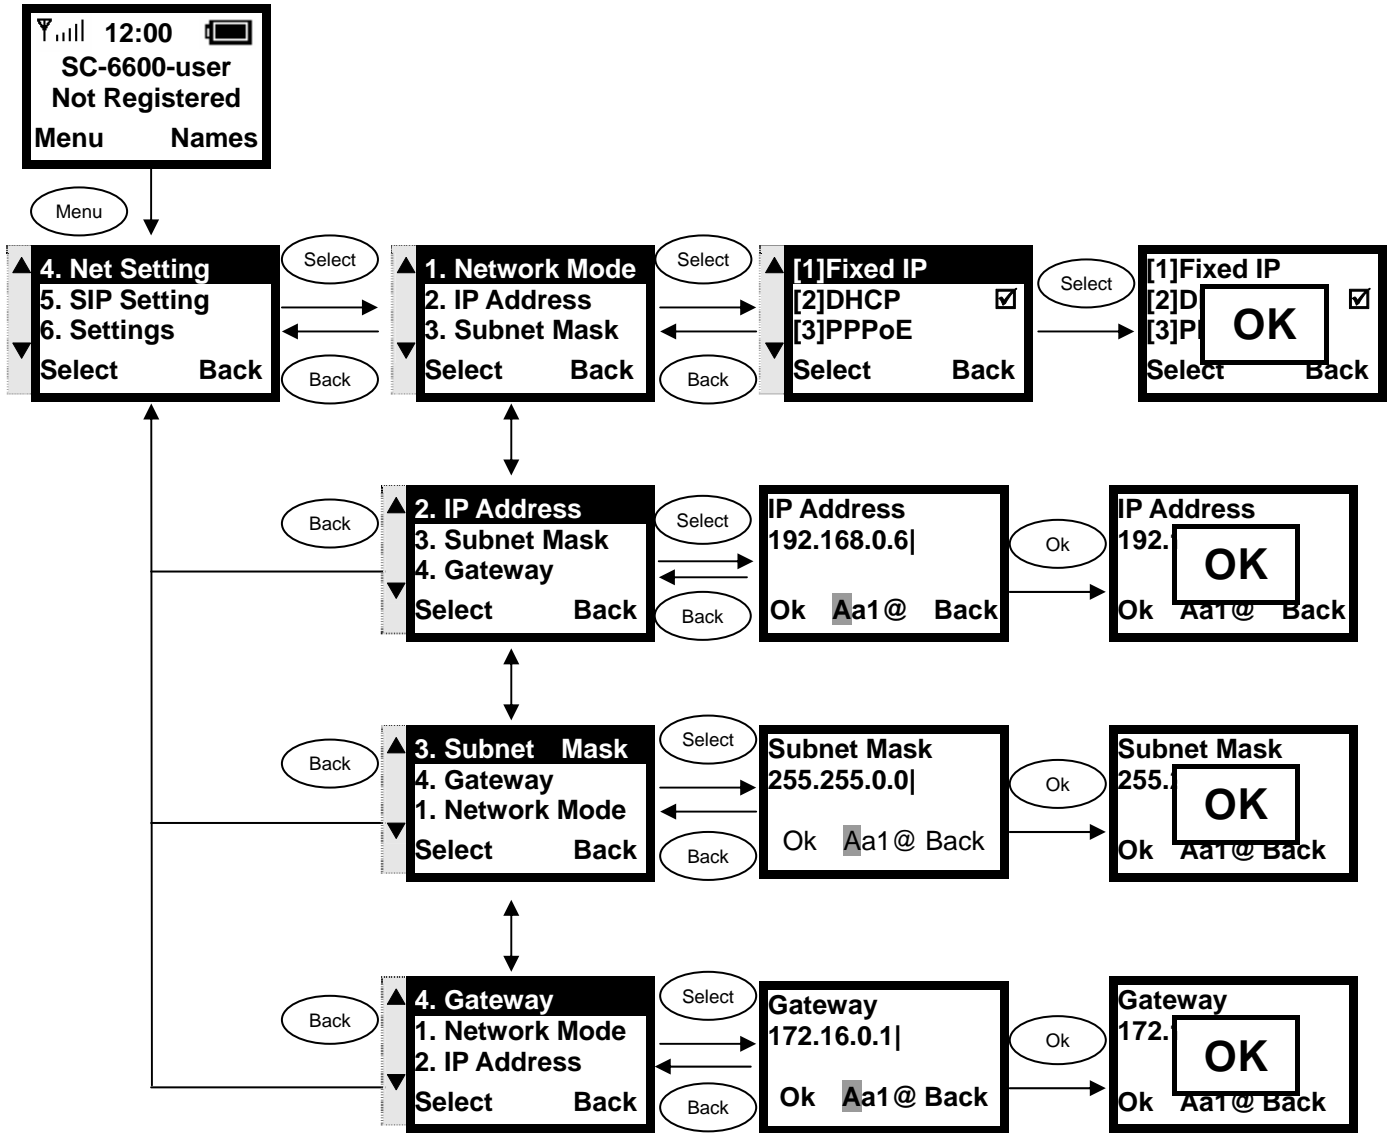 12:00
SC-6600-user
Not Registered
Menu Names
Menu
4. Net Setting
5. SIP Setting
6. Settings
Select Back
Select
Back
1. Network Mode
2. IP Address
3. Subnet Mask
Select Back
Select
Back
[1]Fixed IP
[2]DHCP
[3]PPPoE
Select Back
Select
[1]Fixed IP
[2]D
[3]P
OK
Select Back
Back
2. IP Address
3. Subnet Mask
4. Gateway
Select Back
Select
Back
IP Address
192.168.0.6|
Ok Aa1@ Back
Ok
IP Address
192.
OK
Ok Aa1@ Back
Back
3. Subnet Mask
4. Gateway
1. Network Mode
Select Back
Select
Back
Subnet Mask
255.255.0.0|
Ok Aa1@ Back
Ok
Subnet Mask
255.
OK
Ok Aa1@ Back
Back
4. Gateway
1. Network Mode
2. IP Address
Select Back
Select
Back
Gateway
172.16.0.1|
Ok Aa1@ Back
Ok
Gateway
172.
OK
Ok Aa1@ Back